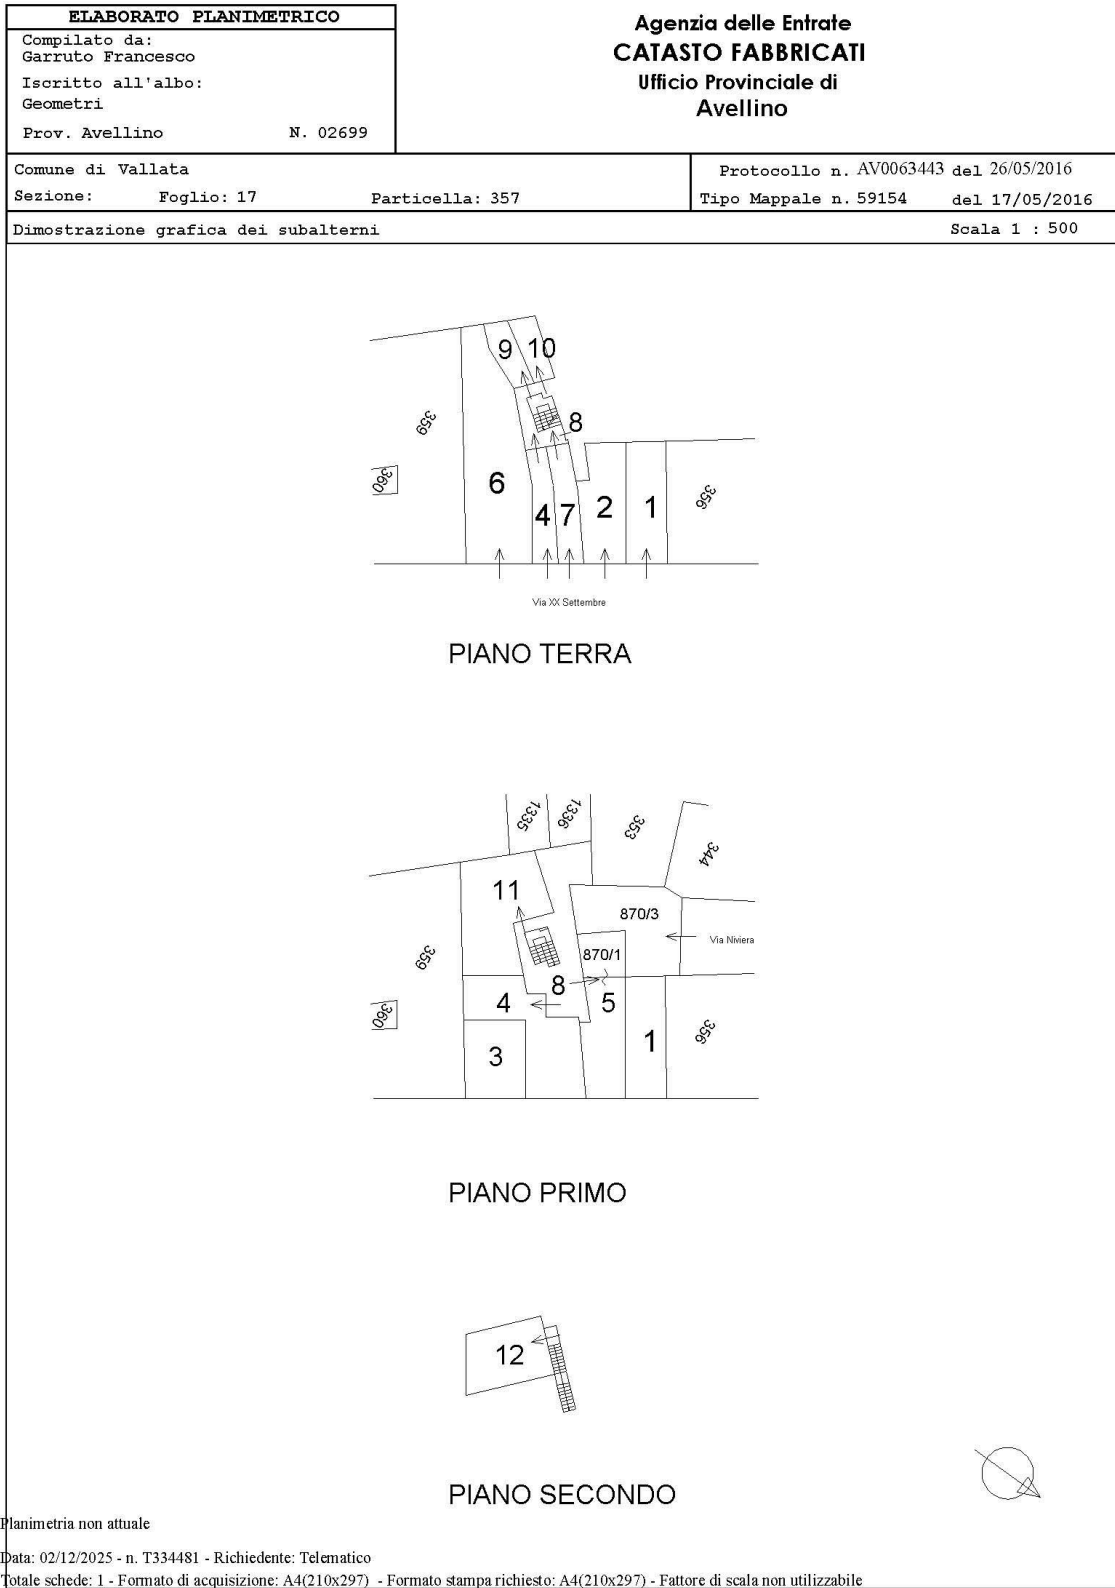 ELABORATO PLANIMETRICO
Compilato da:
Garruto Francesco
Iscritto all'albo:
Geometri
Prov. Avellino N. 02699
Agenzia delle Entrate
CATASTO FABBRICATI
Ufficio Provinciale di
Avellino
Comune di Vallata
Sezione: Foglio: 17 Particella: 357
Protocollo n. AV0063443 del 26/05/2016
Tipo Mappale n. 59154 del 17/05/2016
Dimostrazione grafica dei subalterni Scala 1 : 500
9 10
359 8
360 6
4 7 2 1 356
Via XX Settembre
PIANO TERRA
1335 1336 353
344
11 870/3
Via Niviera
359 870/1
8
360 4 5
3 1 356
PIANO PRIMO
12
PIANO SECONDO
Planimetria non attuale
Data: 02/12/2025 - n. T334481 - Richiedente: Telematico
Totale schede: 1 - Formato di acquisizione: A4(210x297) - Formato stampa richiesto: A4(210x297) - Fattore di scala non utilizzabile